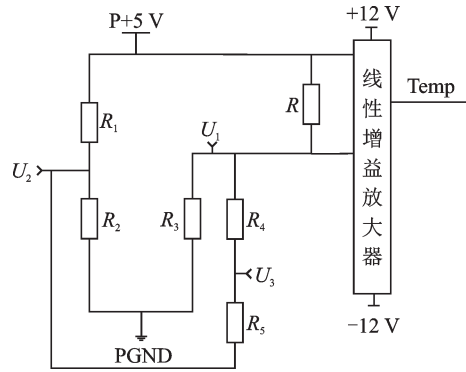 P+5 V
+12 V
R₁
R
U₁
U₂
R₂
R₃
R₄
U₃
R₅
PGND
线性增益放大器
Temp
−12 V